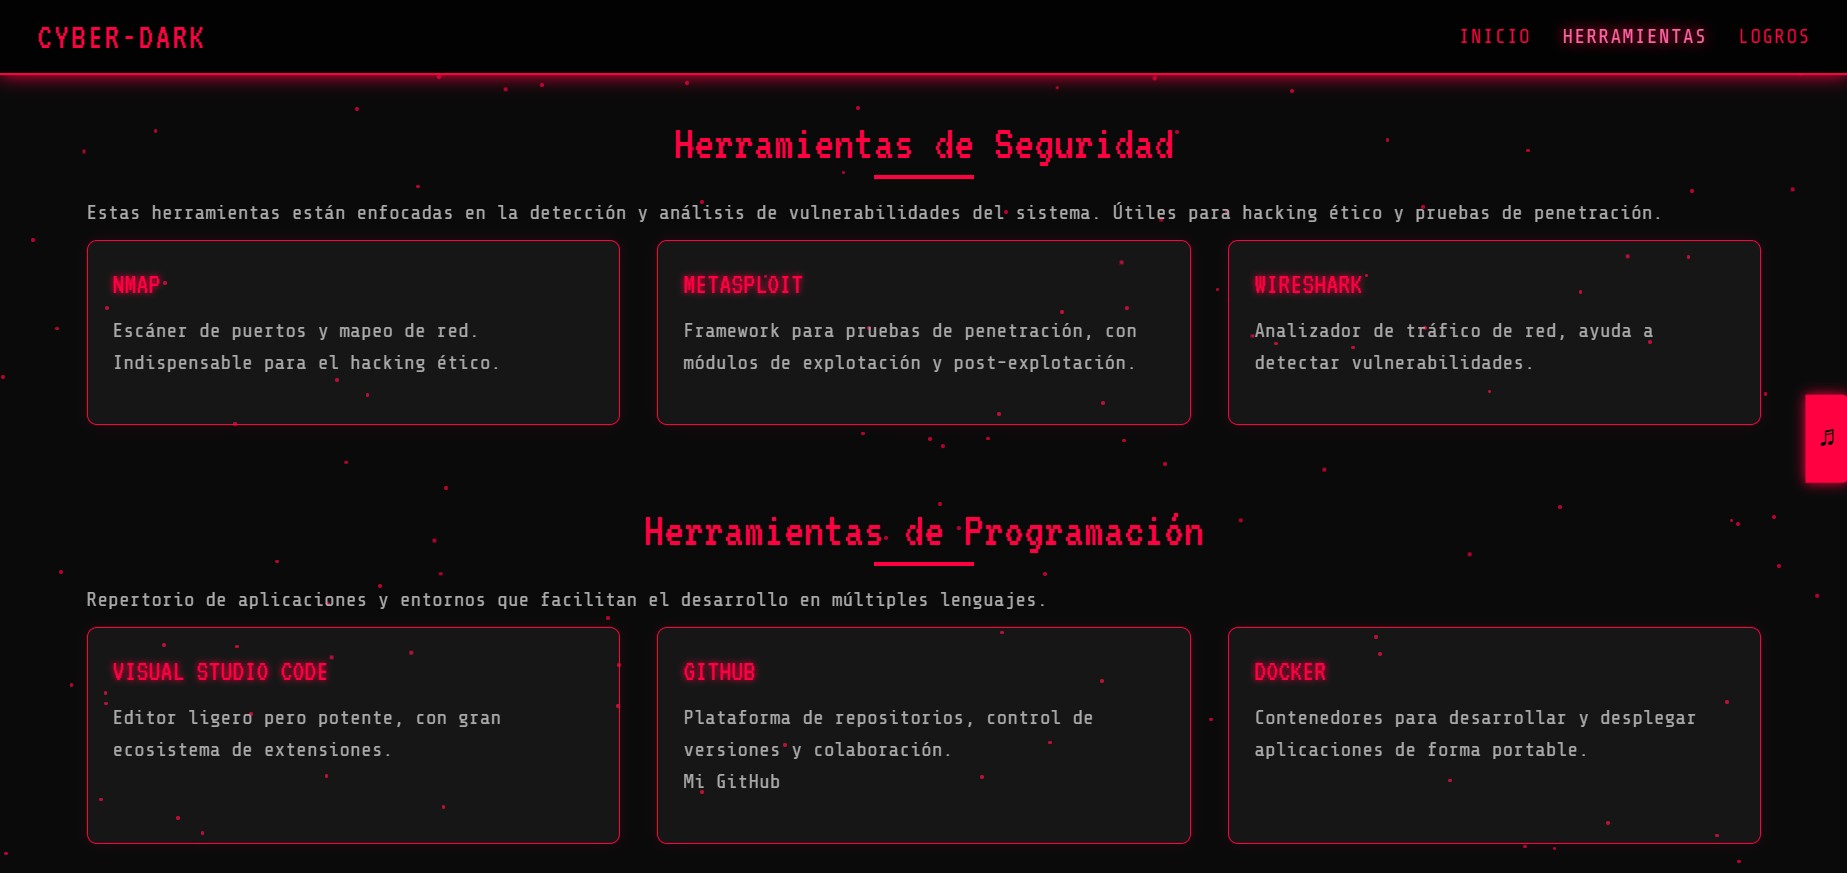 CYBER-DARK
INICIO HERRAMIENTAS LOGROS
Herramientas de Seguridad
Estas herramientas están enfocadas en la detección y análisis de vulnerabilidades del sistema. Útiles para hacking ético y pruebas de penetración.
NMAP
Escáner de puertos y mapeo de red.
Indispensable para el hacking ético.
METASPLOIT
Framework para pruebas de penetración, con
módulos de explotación y post-explotación.
WIRESHARK
Analizador de tráfico de red, ayuda a
detectar vulnerabilidades.
♬
Herramientas de Programación
Repertorio de aplicaciones y entornos que facilitan el desarrollo en múltiples lenguajes.
VISUAL STUDIO CODE
Editor ligero pero potente, con gran
ecosistema de extensiones.
GITHUB
Plataforma de repositorios, control de
versiones y colaboración.
Mi GitHub
DOCKER
Contenedores para desarrollar y desplegar
aplicaciones de forma portable.